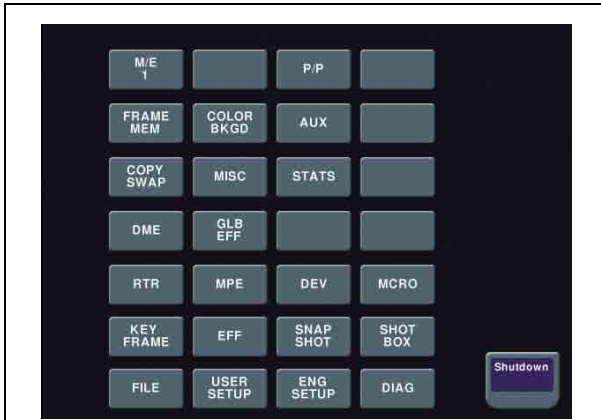 M/E
1
P/P
FRAME
MEM
COLOR
BKGD
AUX
COPY
SWAP
MISC
STATS
DME
GLB
EFF
RTR
MPE
DEV
MCRO
KEY
FRAME
EFF
SNAP
SHOT
SHOT
BOX
FILE
USER
SETUP
ENG
SETUP
DIAG
Shutdown